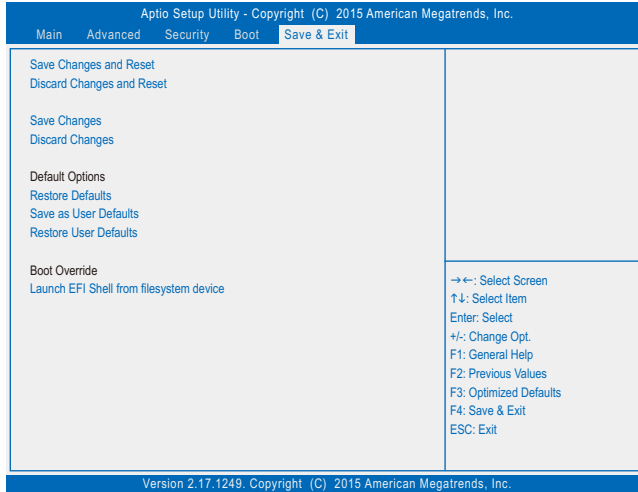 Aptio Setup Utility - Copyright (C) 2015 American Megatrends, Inc.
Main Advanced Security Boot Save & Exit
Save Changes and Reset
Discard Changes and Reset
Save Changes
Discard Changes
Default Options
Restore Defaults
Save as User Defaults
Restore User Defaults
Boot Override
Launch EFI Shell from filesystem device
→←: Select Screen
↑↓: Select Item
Enter: Select
+/-: Change Opt.
F1: General Help
F2: Previous Values
F3: Optimized Defaults
F4: Save & Exit
ESC: Exit
Version 2.17.1249. Copyright (C) 2015 American Megatrends, Inc.